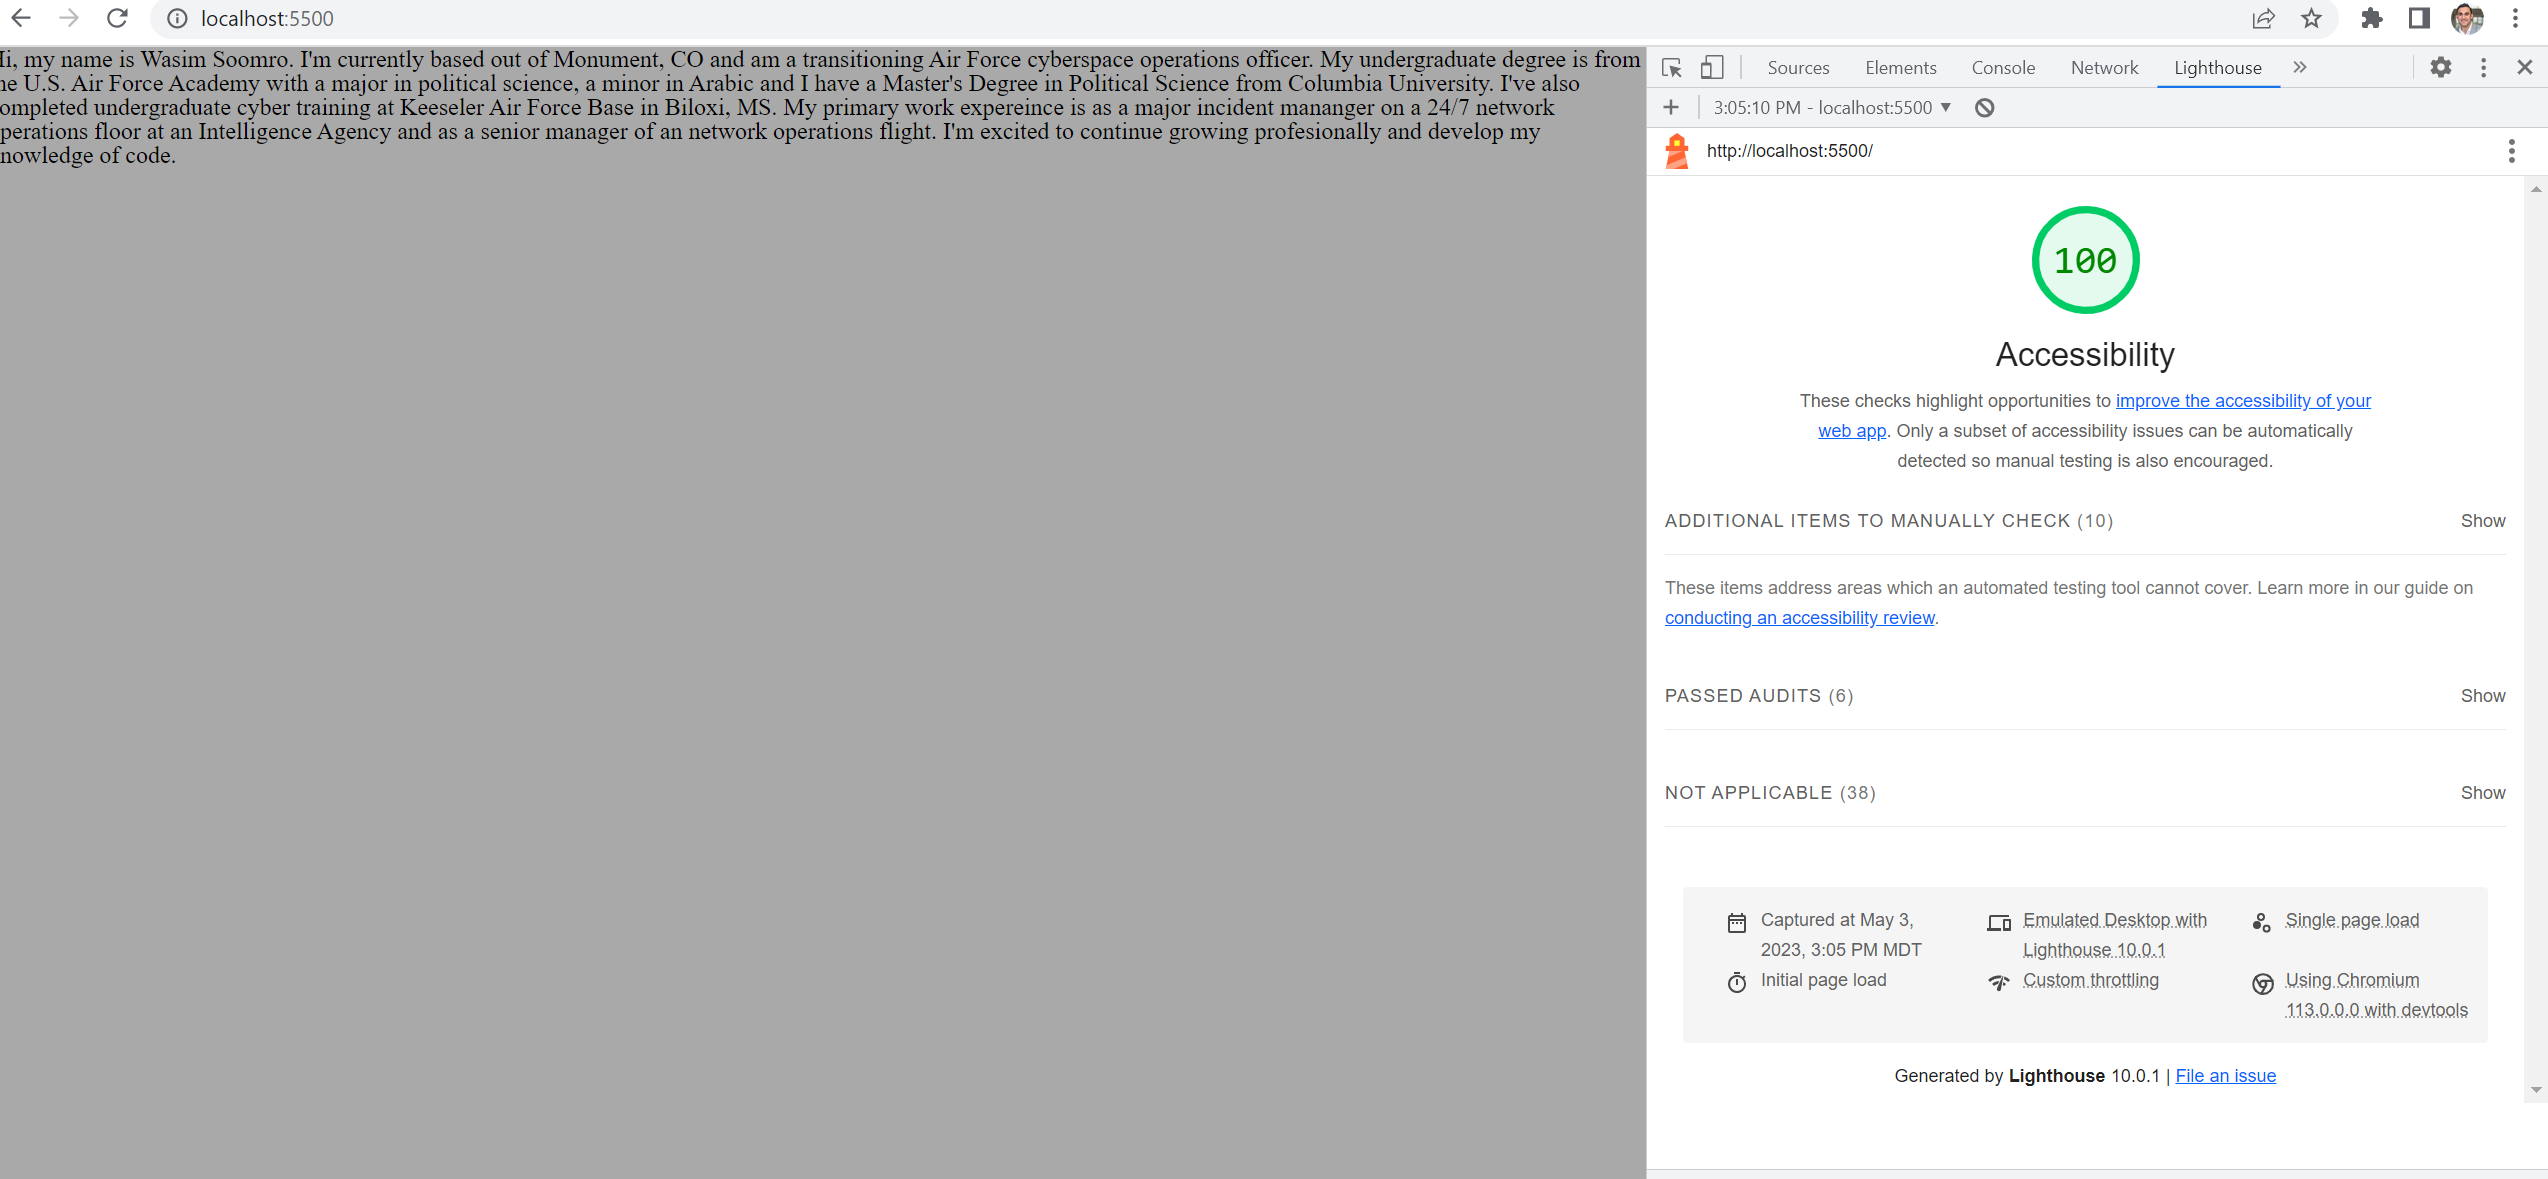 localhost:5500
i, my name is Wasim Soomro. I'm currently based out of Monument, CO and am a transitioning Air Force cyberspace operations officer. My undergraduate degree is from
he U.S. Air Force Academy with a major in political science, a minor in Arabic and I have a Master's Degree in Political Science from Columbia University. I've also
ompleted undergraduate cyber training at Keeseler Air Force Base in Biloxi, MS. My primary work expereince is as a major incident mananger on a 24/7 network
perations floor at an Intelligence Agency and as a senior manager of an network operations flight. I'm excited to continue growing profesionally and develop my
nowledge of code.
Sources Elements Console Network Lighthouse »
3:05:10 PM - localhost:5500 ▼
http://localhost:5500/
100
Accessibility
These checks highlight opportunities to improve the accessibility of your
web app. Only a subset of accessibility issues can be automatically
detected so manual testing is also encouraged.
ADDITIONAL ITEMS TO MANUALLY CHECK (10) Show
These items address areas which an automated testing tool cannot cover. Learn more in our guide on
conducting an accessibility review.
PASSED AUDITS (6) Show
NOT APPLICABLE (38) Show
Captured at May 3, Emulated Desktop with Single page load
2023, 3:05 PM MDT Lighthouse 10.0.1
Initial page load Custom throttling Using Chromium
113.0.0.0 with devtools
Generated by Lighthouse 10.0.1 | File an issue